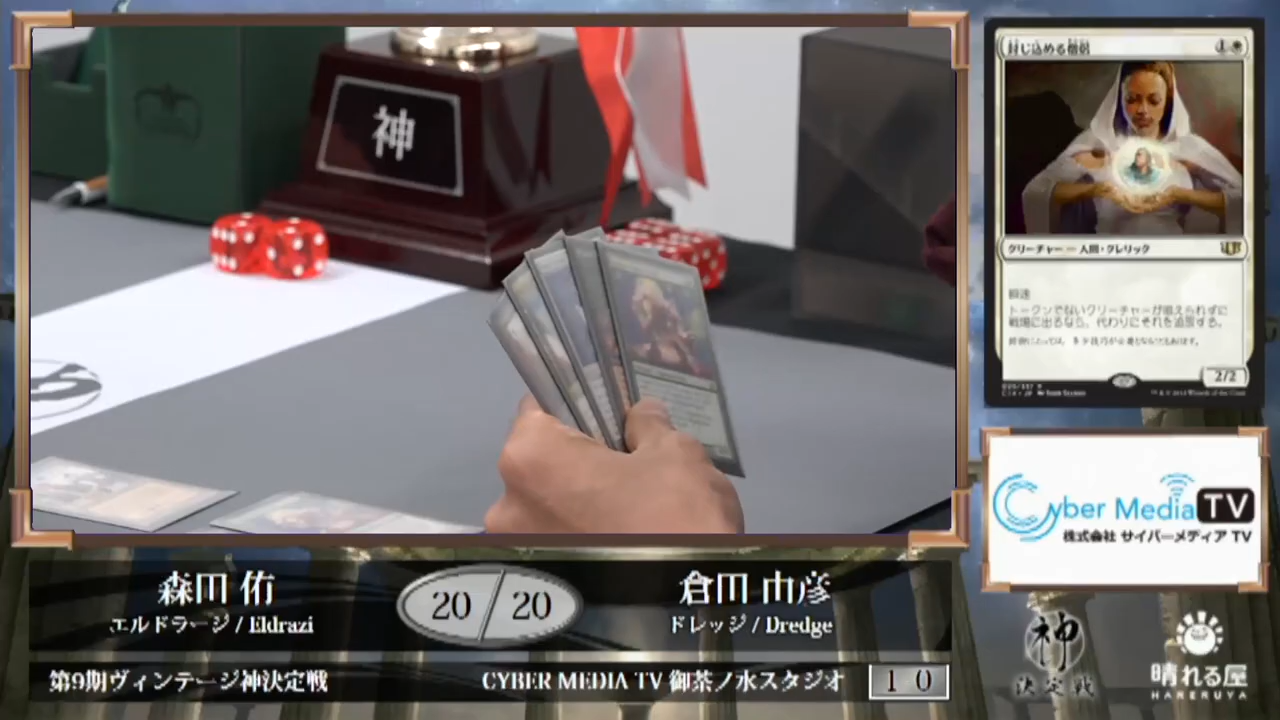 神
封じ込める僧侶
クリーチャー — 人間・クレリック
瞬速
トークンでないクリーチャーが唱えられずに
戦場に出るなら、代わりにそれを追放する。
2/2
Cyber Media TV
株式会社 サイバーメディア TV
森田 侑
エルドラージ / Eldrazi
20 / 20
倉田 由彦
ドレッジ / Dredge
第9期ヴィンテージ神決定戦
CYBER MEDIA TV 御茶ノ水スタジオ
1 0
神
決定戦
晴れる屋
HARERUYA